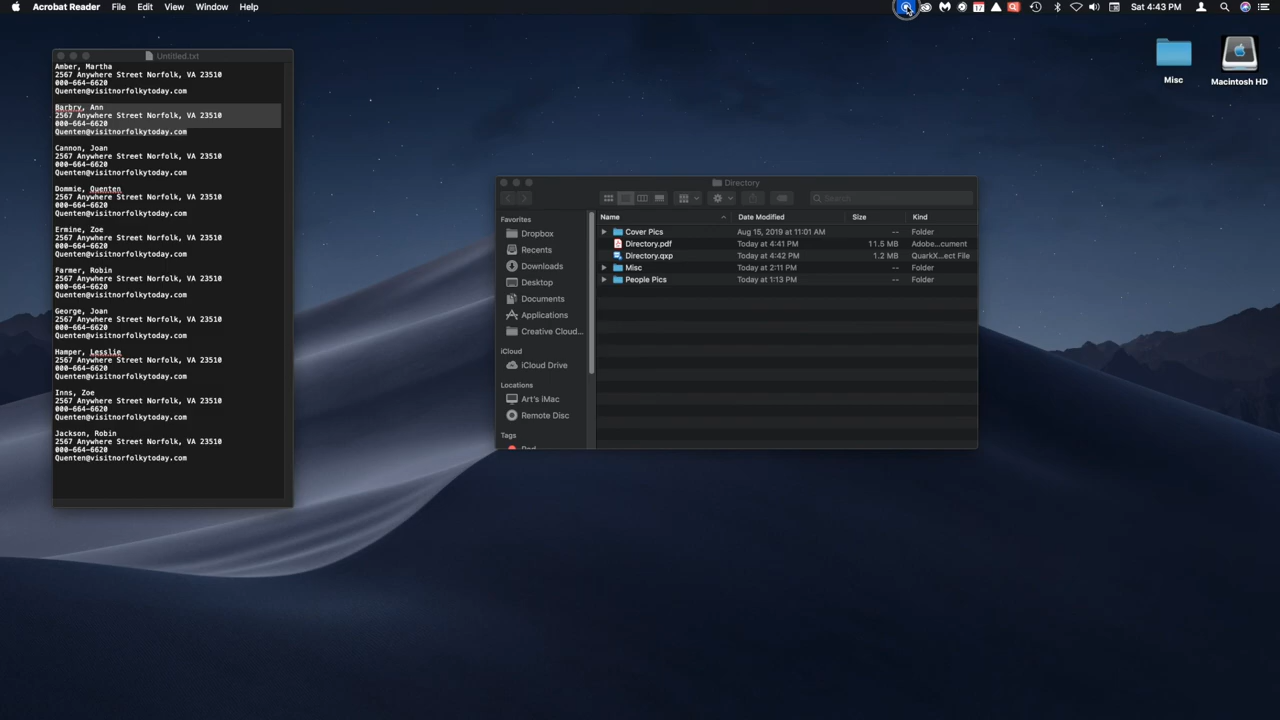 Acrobat Reader File Edit View Window Help
17
Sat 4:43 PM
Untitled.txt
Amber, Martha
2567 Anywhere Street Norfolk, VA 23510
000-664-6620
Quenten@visitnorfolkytoday.com
Barbry, Ann
2567 Anywhere Street Norfolk, VA 23510
000-664-6620
Quenten@visitnorfolkytoday.com
Cannon, Joan
2567 Anywhere Street Norfolk, VA 23510
000-664-6620
Quenten@visitnorfolkytoday.com
Dommie, Quenten
2567 Anywhere Street Norfolk, VA 23510
000-664-6620
Quenten@visitnorfolkytoday.com
Ermine, Zoe
2567 Anywhere Street Norfolk, VA 23510
000-664-6620
Quenten@visitnorfolkytoday.com
Farmer, Robin
2567 Anywhere Street Norfolk, VA 23510
000-664-6620
Quenten@visitnorfolkytoday.com
George, Joan
2567 Anywhere Street Norfolk, VA 23510
000-664-6620
Quenten@visitnorfolkytoday.com
Hamper, Lesslie
2567 Anywhere Street Norfolk, VA 23510
000-664-6620
Quenten@visitnorfolkytoday.com
Inns, Zoe
2567 Anywhere Street Norfolk, VA 23510
000-664-6620
Quenten@visitnorfolkytoday.com
Jackson, Robin
2567 Anywhere Street Norfolk, VA 23510
000-664-6620
Quenten@visitnorfolkytoday.com
Directory
Search
Favorites
Dropbox
Recents
Downloads
Desktop
Documents
Applications
Creative Cloud...
iCloud
iCloud Drive
Locations
Art's iMac
Remote Disc
Tags
Red
Name Date Modified Size Kind
Cover Pics Aug 15, 2019 at 11:01 AM -- Folder
Directory.pdf Today at 4:41 PM 11.5 MB Adobe...cument
Directory.qxp Today at 4:42 PM 1.2 MB QuarkX...ect File
Misc Today at 2:11 PM -- Folder
People Pics Today at 1:13 PM -- Folder
Misc
Macintosh HD